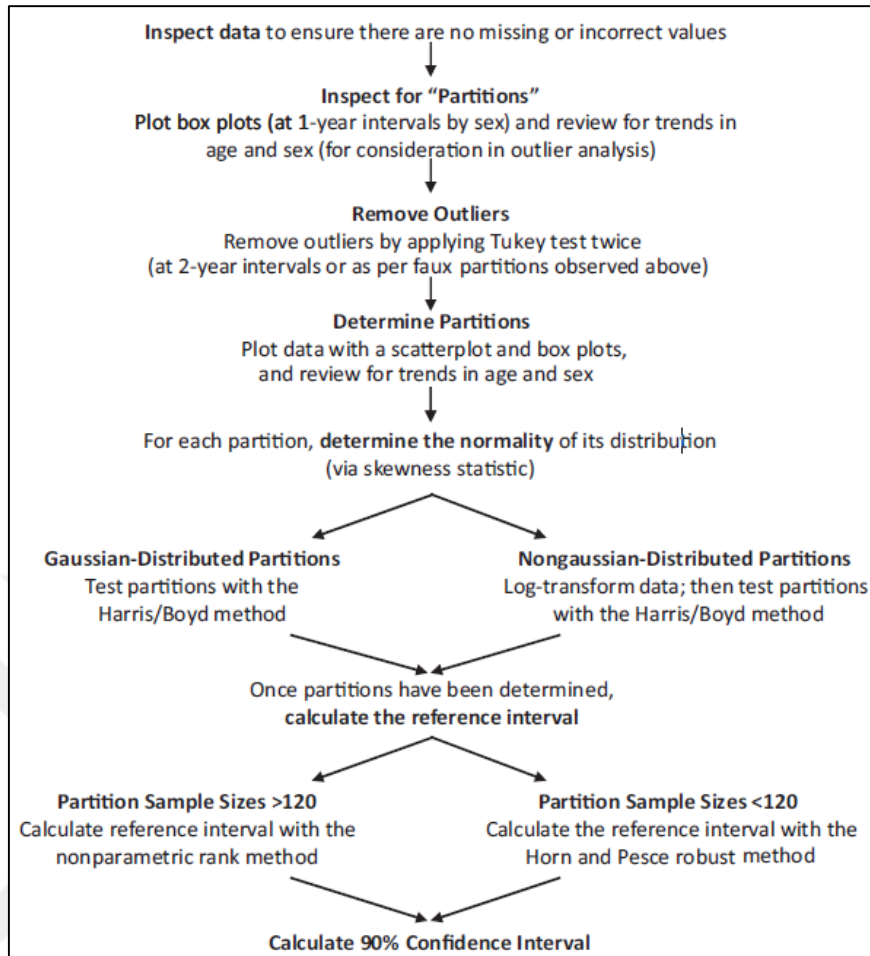 Inspect data to ensure there are no missing or incorrect values
Inspect for “Partitions”
Plot box plots (at 1-year intervals by sex) and review for trends in
age and sex (for consideration in outlier analysis)
Remove Outliers
Remove outliers by applying Tukey test twice
(at 2-year intervals or as per faux partitions observed above)
Determine Partitions
Plot data with a scatterplot and box plots,
and review for trends in age and sex
For each partition, determine the normality of its distribution
(via skewness statistic)
Gaussian-Distributed Partitions
Test partitions with the
Harris/Boyd method
Nongaussian-Distributed Partitions
Log-transform data; then test partitions
with the Harris/Boyd method
Once partitions have been determined,
calculate the reference interval
Partition Sample Sizes >120
Calculate reference interval with the
nonparametric rank method
Partition Sample Sizes <120
Calculate the reference interval with the
Horn and Pesce robust method
Calculate 90% Confidence Interval